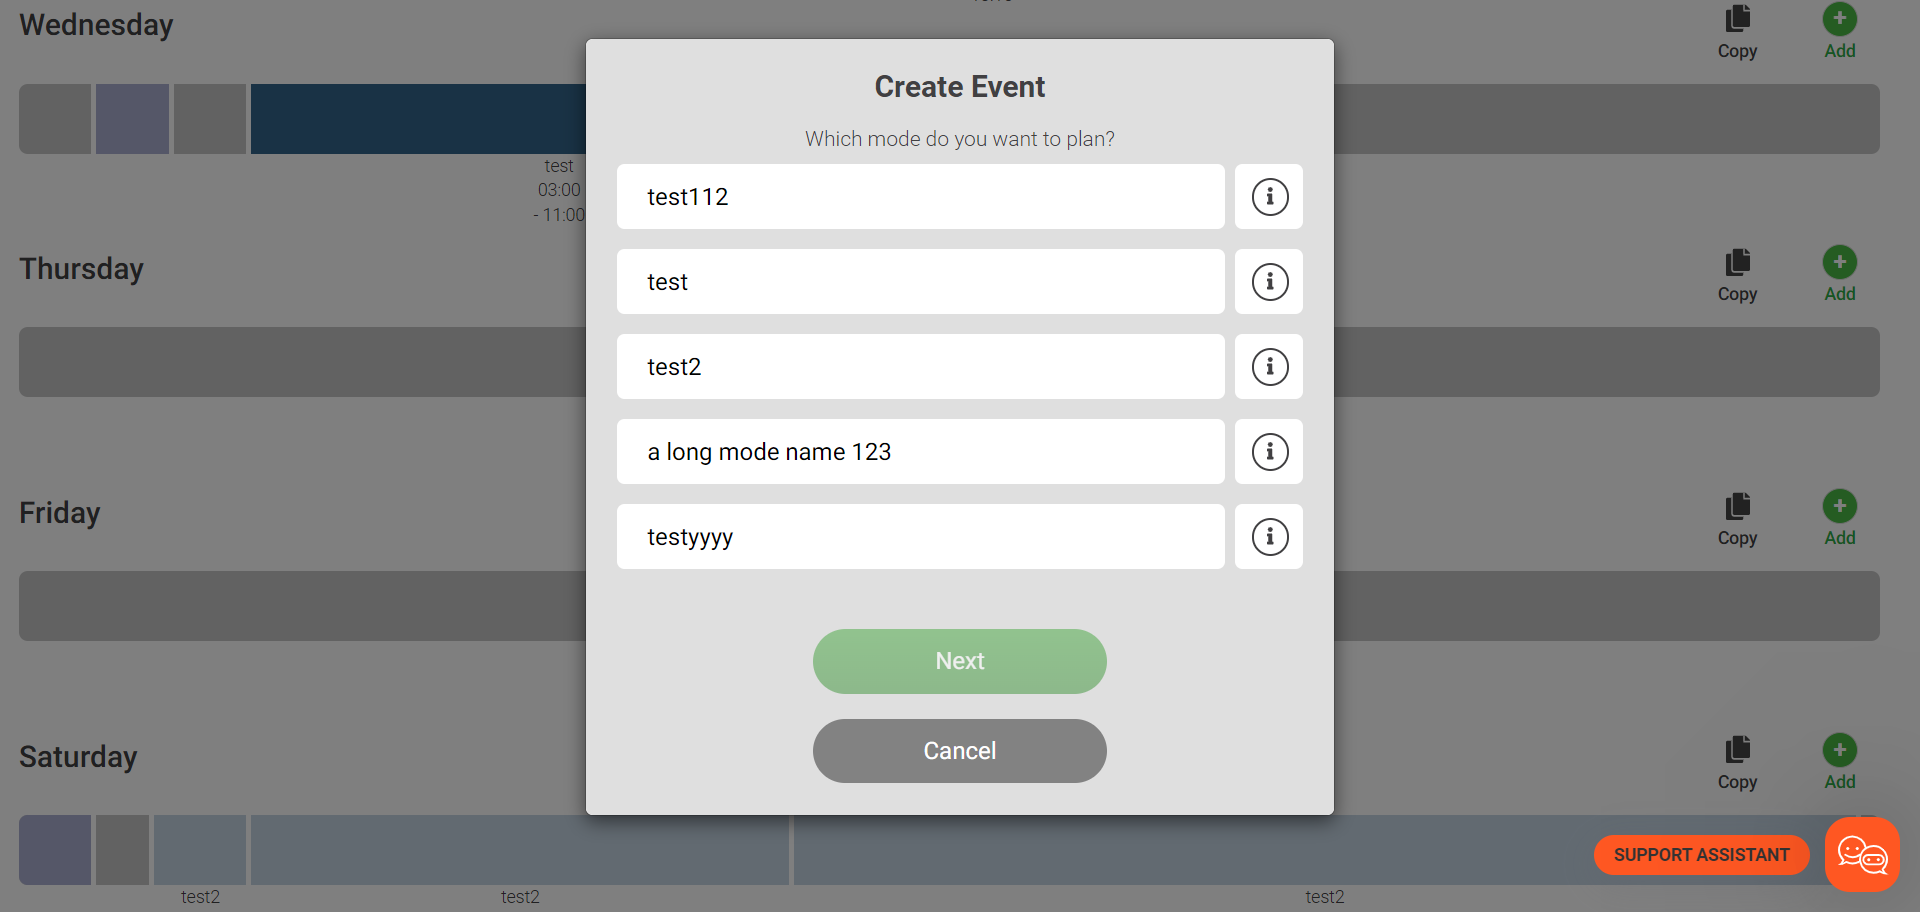 Wednesday
Copy
Add
Create Event
Which mode do you want to plan?
test112
test
03:00
- 11:00
Thursday
Copy
Add
test
test2
a long mode name 123
Friday
Copy
Add
testyyyy
Next
Cancel
Saturday
Copy
Add
SUPPORT ASSISTANT
test2
test2
test2